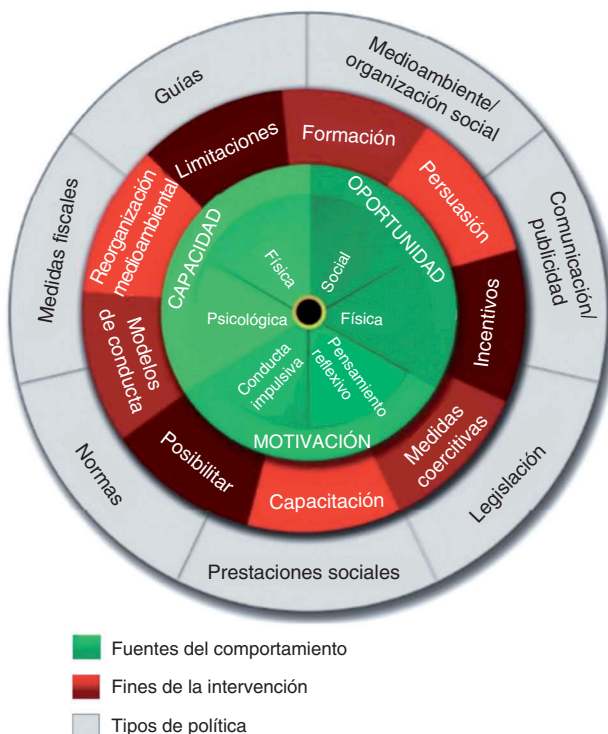 Guías
Medioambiente/
organización social
Comunicación/
publicidad
Legislación
Prestaciones sociales
Normas
Medidas fiscales
Limitaciones
Formación
Persuasión
Incentivos
Medidas
coercitivas
Capacitación
Posibilitar
Modelos
de conducta
Reorganización
medioambiental
CAPACIDAD
OPORTUNIDAD
MOTIVACIÓN
Física
Social
Psicológica
Física
Conducta
impulsiva
Pensamiento
reflexivo
Fuentes del comportamiento
Fines de la intervención
Tipos de política